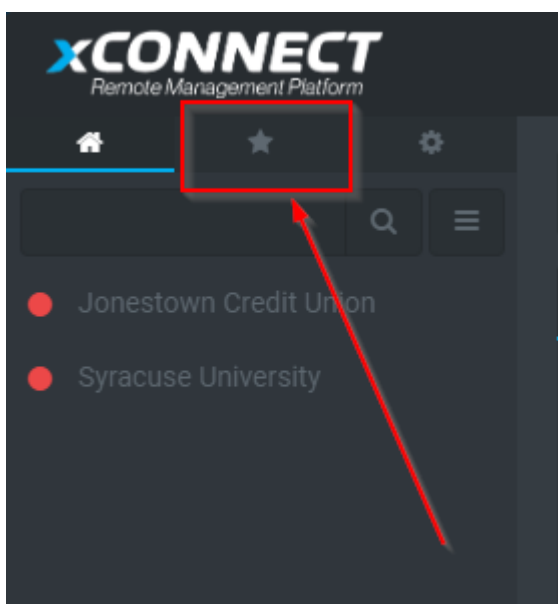 xCONNECT
Remote Management Platform
Jonestown Credit Union
Syracuse University